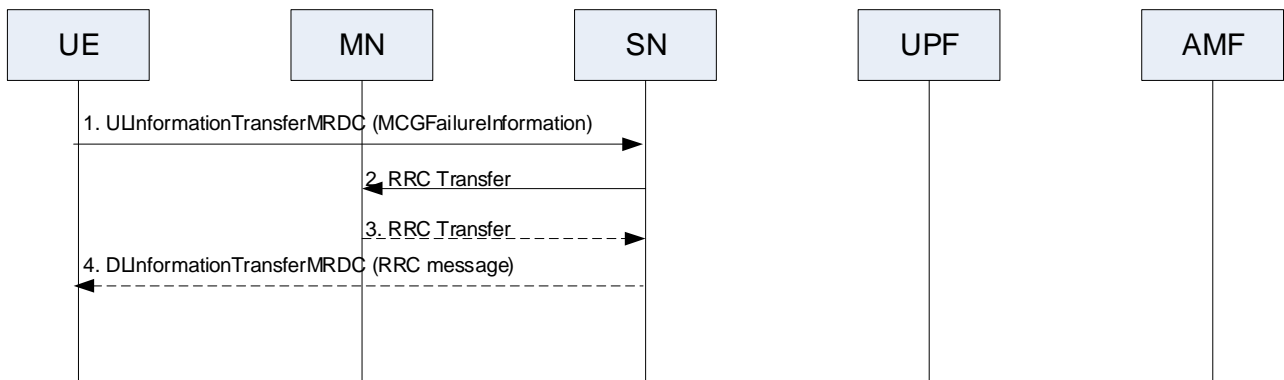 UE
MN
SN
UPF
AMF
1. ULInformationTransferMRDC (MCGFailureInformation)
2. RRC Transfer
3. RRC Transfer
4. DLInformationTransferMRDC (RRC message)